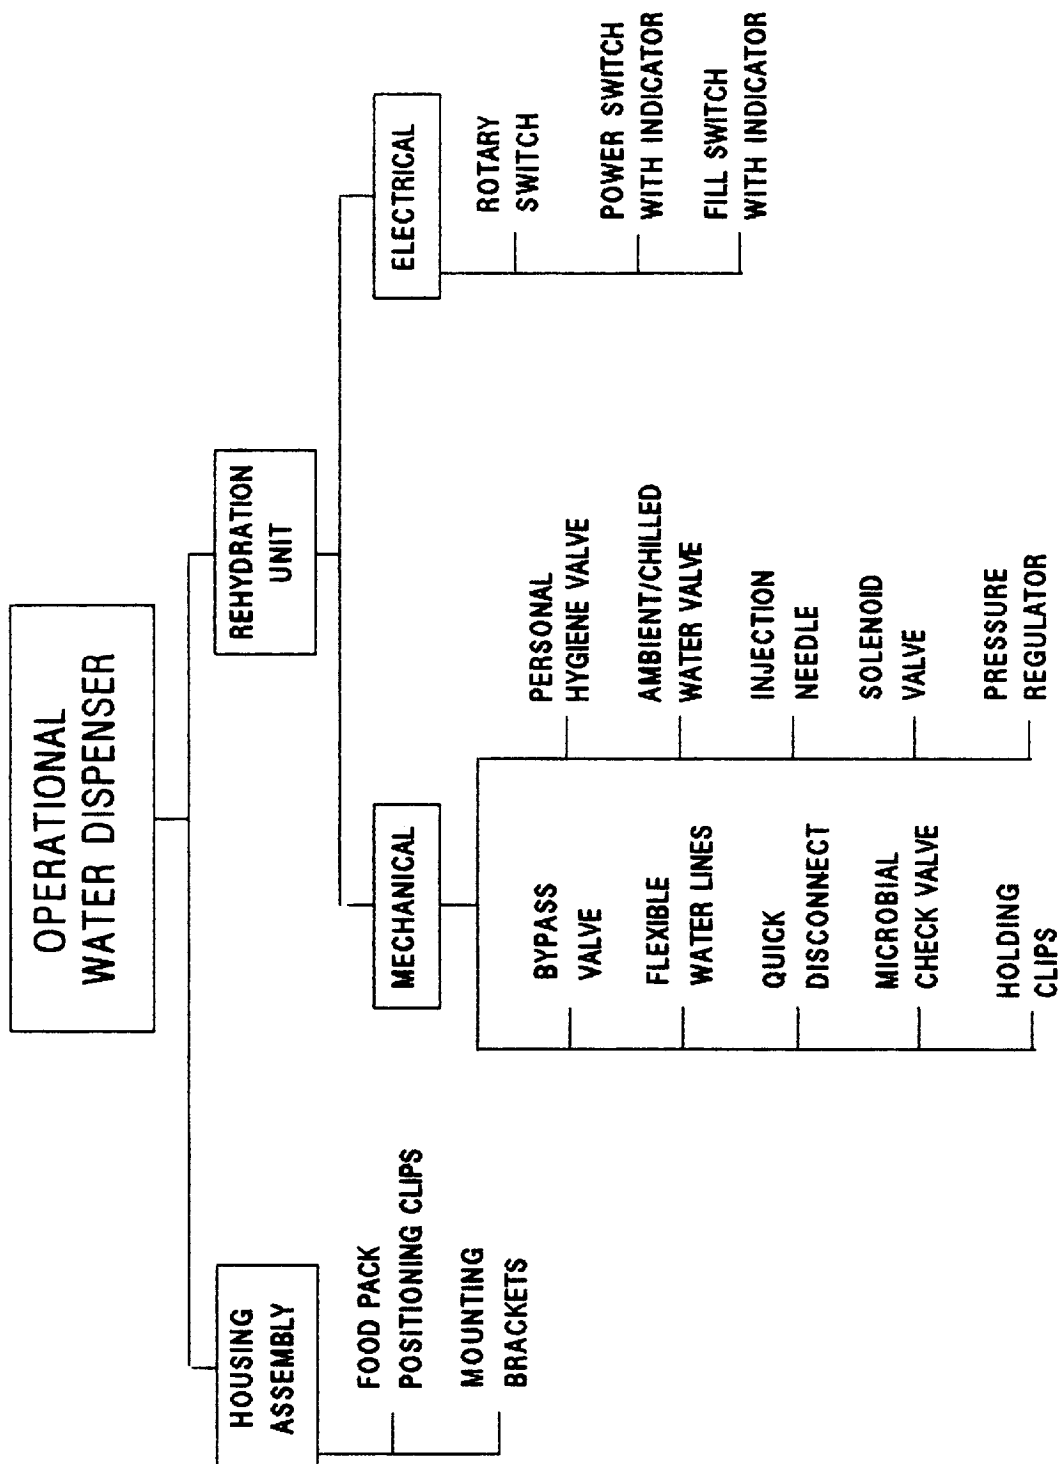 OPERATIONAL
WATER DISPENSER
HOUSING
ASSEMBLY
FOOD PACK
POSITIONING CLIPS
MOUNTING
BRACKETS
REHYDRATION
UNIT
MECHANICAL
BYPASS
VALVE
FLEXIBLE
WATER LINES
QUICK
DISCONNECT
MICROBIAL
CHECK VALVE
HOLDING
CLIPS
PERSONAL
HYGIENE VALVE
AMBIENT/CHILLED
WATER VALVE
INJECTION
NEEDLE
SOLENOID
VALVE
PRESSURE
REGULATOR
ELECTRICAL
ROTARY
SWITCH
POWER SWITCH
WITH INDICATOR
FILL SWITCH
WITH INDICATOR